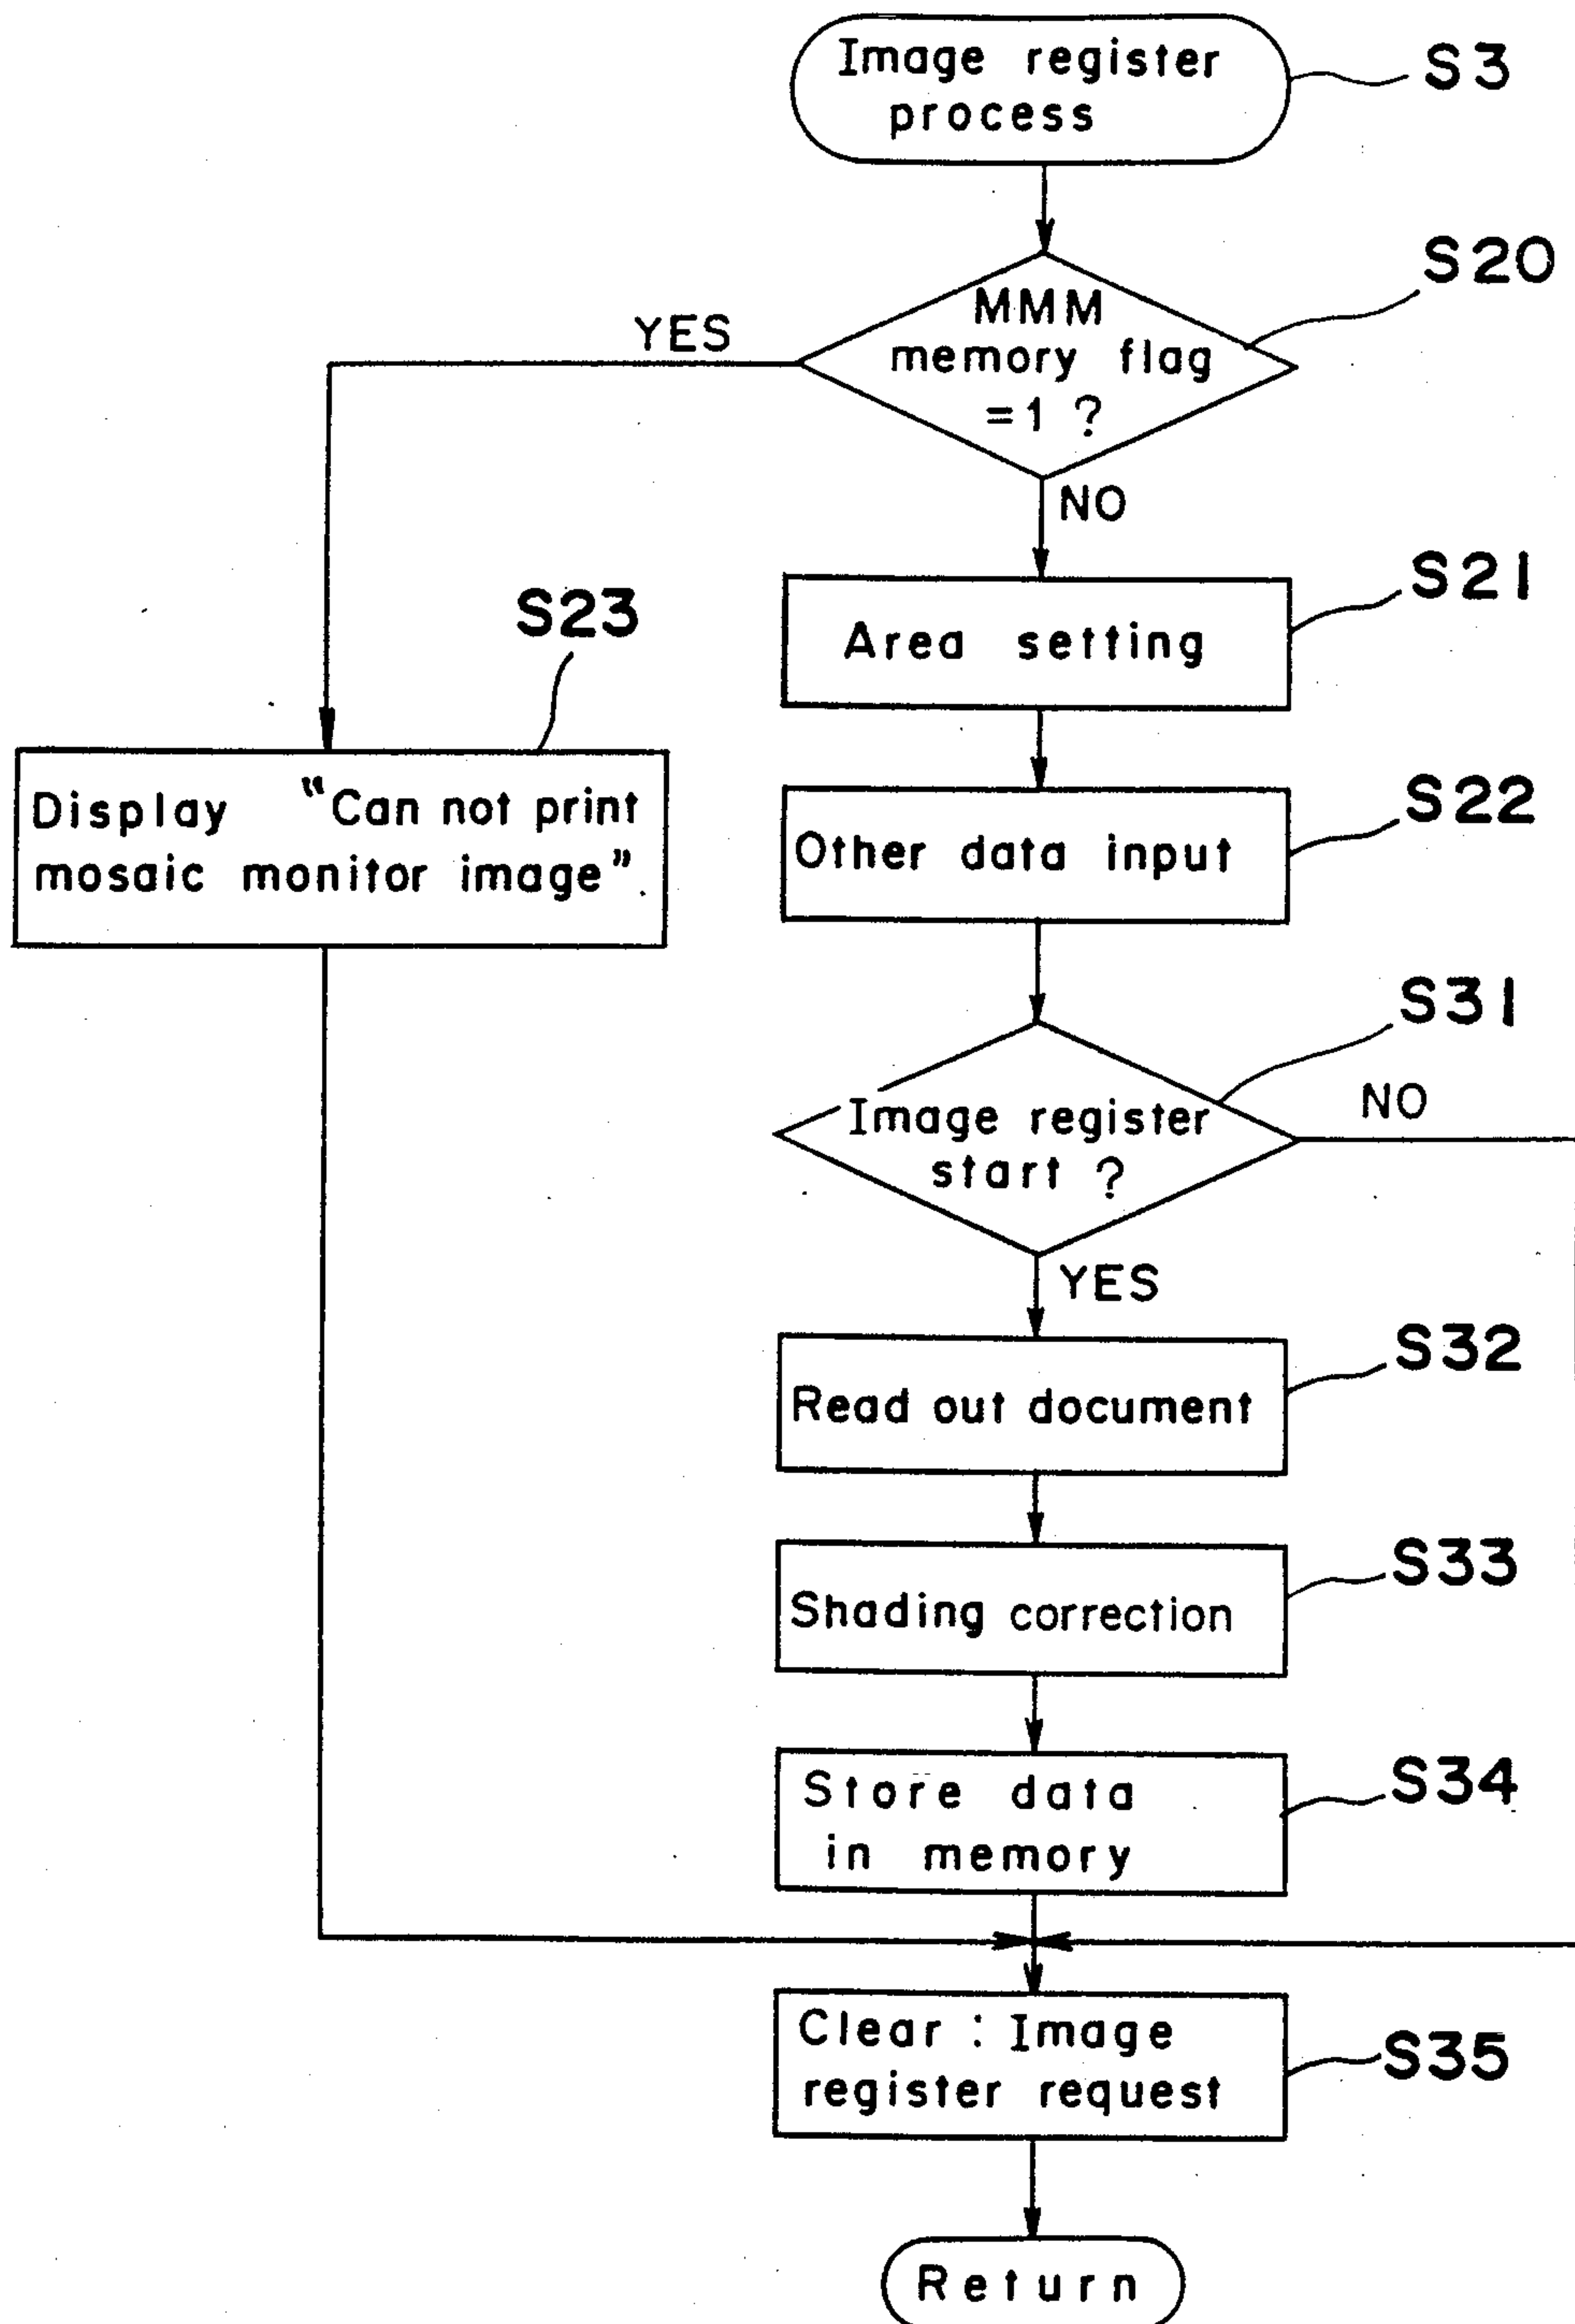 Image register
process
S3
S20
MMM
memory flag
=1 ?
YES
NO
S21
Area setting
S23
Display "Can not print
mosaic monitor image"
S22
Other data input
S31
Image register
start ?
NO
YES
S32
Read out document
S33
Shading correction
S34
Store data
in memory
Clear : Image
register request
S35
Return